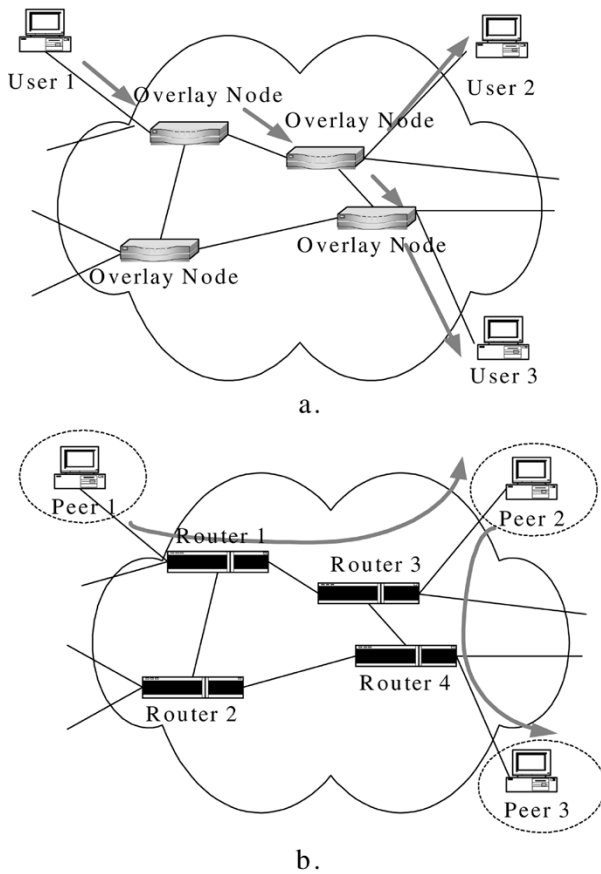 User 1
User 2
Overlay Node
Overlay Node
Overlay Node
Overlay Node
User 3
a.
Peer 1
Peer 2
Router 1
Router 3
Router 2
Router 4
Peer 3
b.